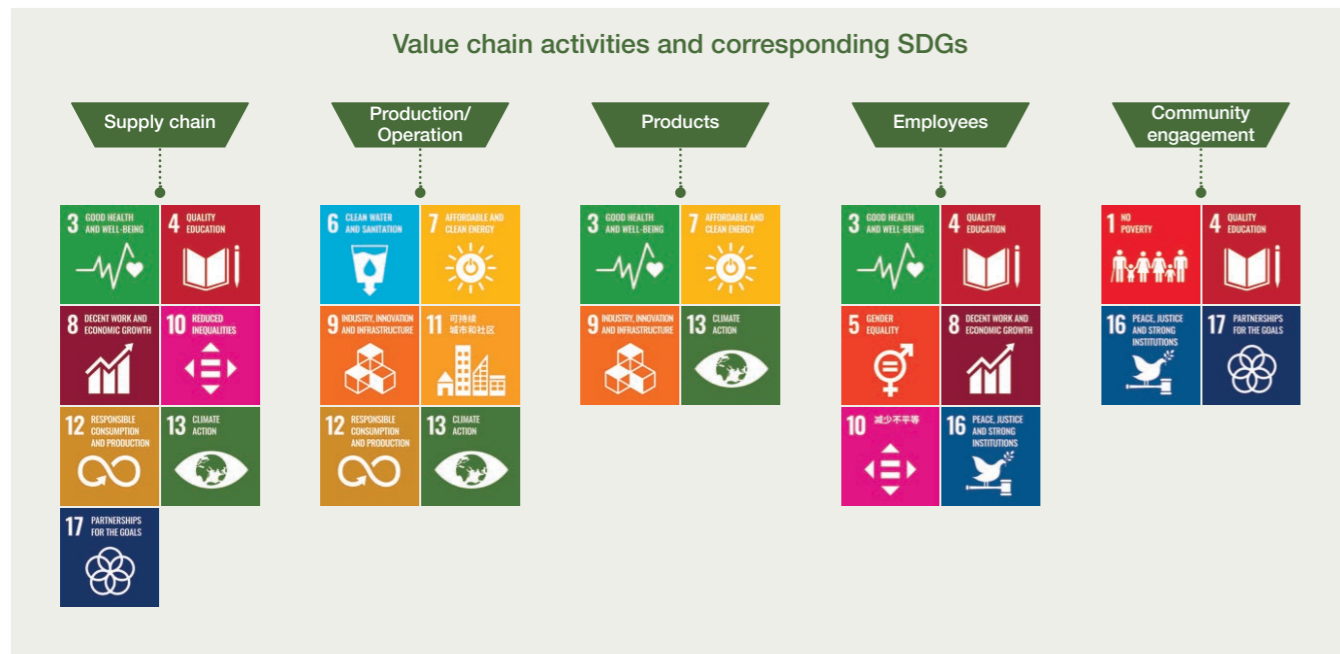 Value chain activities and corresponding SDGs
Supply chain
3 GOOD HEALTH
AND WELL-BEING
4 QUALITY
EDUCATION
8 DECENT WORK AND
ECONOMIC GROWTH
10 REDUCED
INEQUALITIES
12 RESPONSIBLE
CONSUMPTION
AND PRODUCTION
13 CLIMATE
ACTION
17 PARTNERSHIPS
FOR THE GOALS
Production/
Operation
6 CLEAN WATER
AND SANITATION
7 AFFORDABLE AND
CLEAN ENERGY
9 INDUSTRY, INNOVATION
AND INFRASTRUCTURE
11 可持续
城市和社区
12 RESPONSIBLE
CONSUMPTION
AND PRODUCTION
13 CLIMATE
ACTION
Products
3 GOOD HEALTH
AND WELL-BEING
7 AFFORDABLE AND
CLEAN ENERGY
9 INDUSTRY, INNOVATION
AND INFRASTRUCTURE
13 CLIMATE
ACTION
Employees
3 GOOD HEALTH
AND WELL-BEING
4 QUALITY
EDUCATION
5 GENDER
EQUALITY
8 DECENT WORK AND
ECONOMIC GROWTH
10 减少不平等
16 PEACE, JUSTICE
AND STRONG
INSTITUTIONS
Community
engagement
1 NO
POVERTY
4 QUALITY
EDUCATION
16 PEACE, JUSTICE
AND STRONG
INSTITUTIONS
17 PARTNERSHIPS
FOR THE GOALS